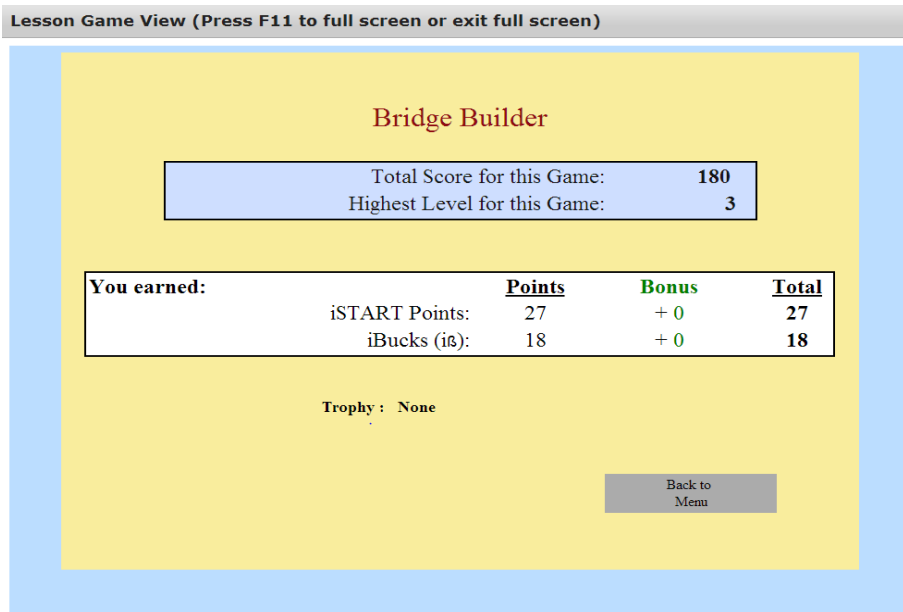 Lesson Game View (Press F11 to full screen or exit full screen)
Bridge Builder
Total Score for this Game: 180
Highest Level for this Game: 3
You earned: Points Bonus Total
iSTART Points: 27 + 0 27
iBucks (iß): 18 + 0 18
Trophy : None
Back to
Menu